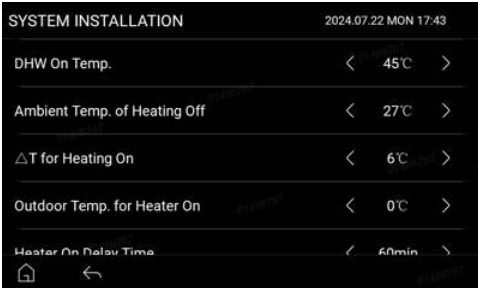 SYSTEM INSTALLATION 2024.07.22 MON 17:43
DHW On Temp. < 45℃ >
Ambient Temp. of Heating Off < 27℃ >
△T for Heating On < 6℃ >
Outdoor Temp. for Heater On < 0℃ >
Heater On Delay Time < 60min >